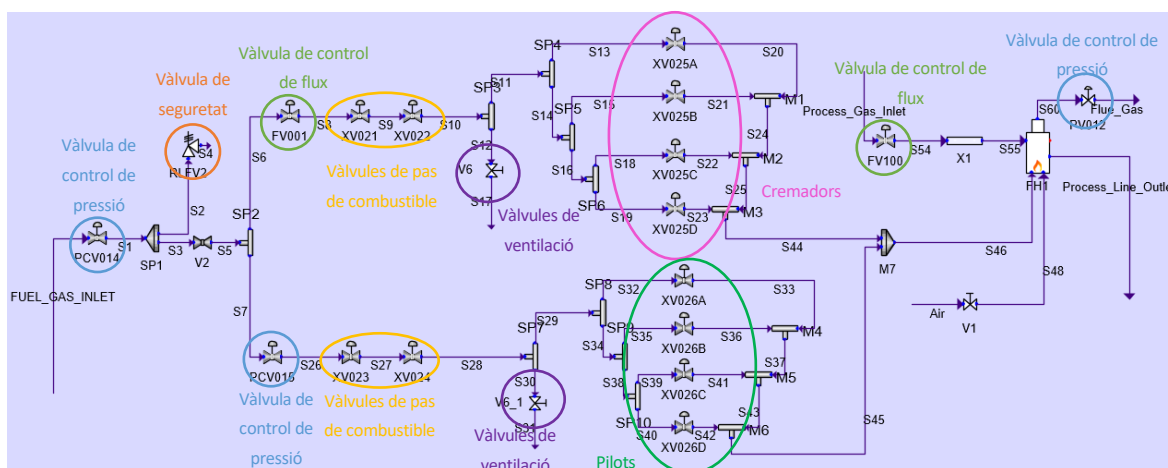 Vàlvula de
seguretat
Vàlvula de control
de flux
Vàlvula de
control de
pressió
Vàlvules de pas
de combustible
Vàlvules de
ventilació
Cremadors
Vàlvula de control de
flux
Vàlvula de control de
pressió
FUEL_GAS_INLET
PCV014
S1
SP1
S2
S3
S4
RLFV2
V2
S5
SP2
S6
S7
FV001
S8
XV021
S9
XV022
S10
SP3
S11
S12
V6
S17
SP4
S13
S14
SP5
S15
S16
SP6
S18
S19
XV025A
XV025B
XV025C
XV025D
S20
S21
S22
S23
M1
S24
M2
S25
M3
S44
Process_Gas_Inlet
FV100
S54
X1
S55
FH1
S60
PV012
Flue_Gas
Process_Line_Outle
M7
S46
S48
Air
V1
S45
PCV015
S26
XV023
S27
XV024
S28
SP7
S29
S30
V6_1
S31
SP8
S32
S34
SP9
S35
S38
S39
SP10
S40
XV026A
XV026B
XV026C
XV026D
S33
S36
S41
S42
M4
S37
M5
S43
M6
Vàlvula de
control de
pressió
Vàlvules de pas
de combustible
Vàlvules de
ventilació
Pilots